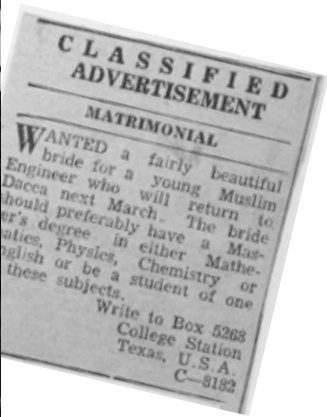 CLASSIFIED
ADVERTISEMENT
MATRIMONIAL
WANTED a fairly beautiful
bride for a young Muslim
Engineer who will return to
Dacca next March. The bride
should preferably have a Mas-
er's degree in either Mathe-
atics, Physics, Chemistry or
nglish or be a student of one
these subjects.
Write to Box 5263
College Station
Texas, U.S.A.
C—8182